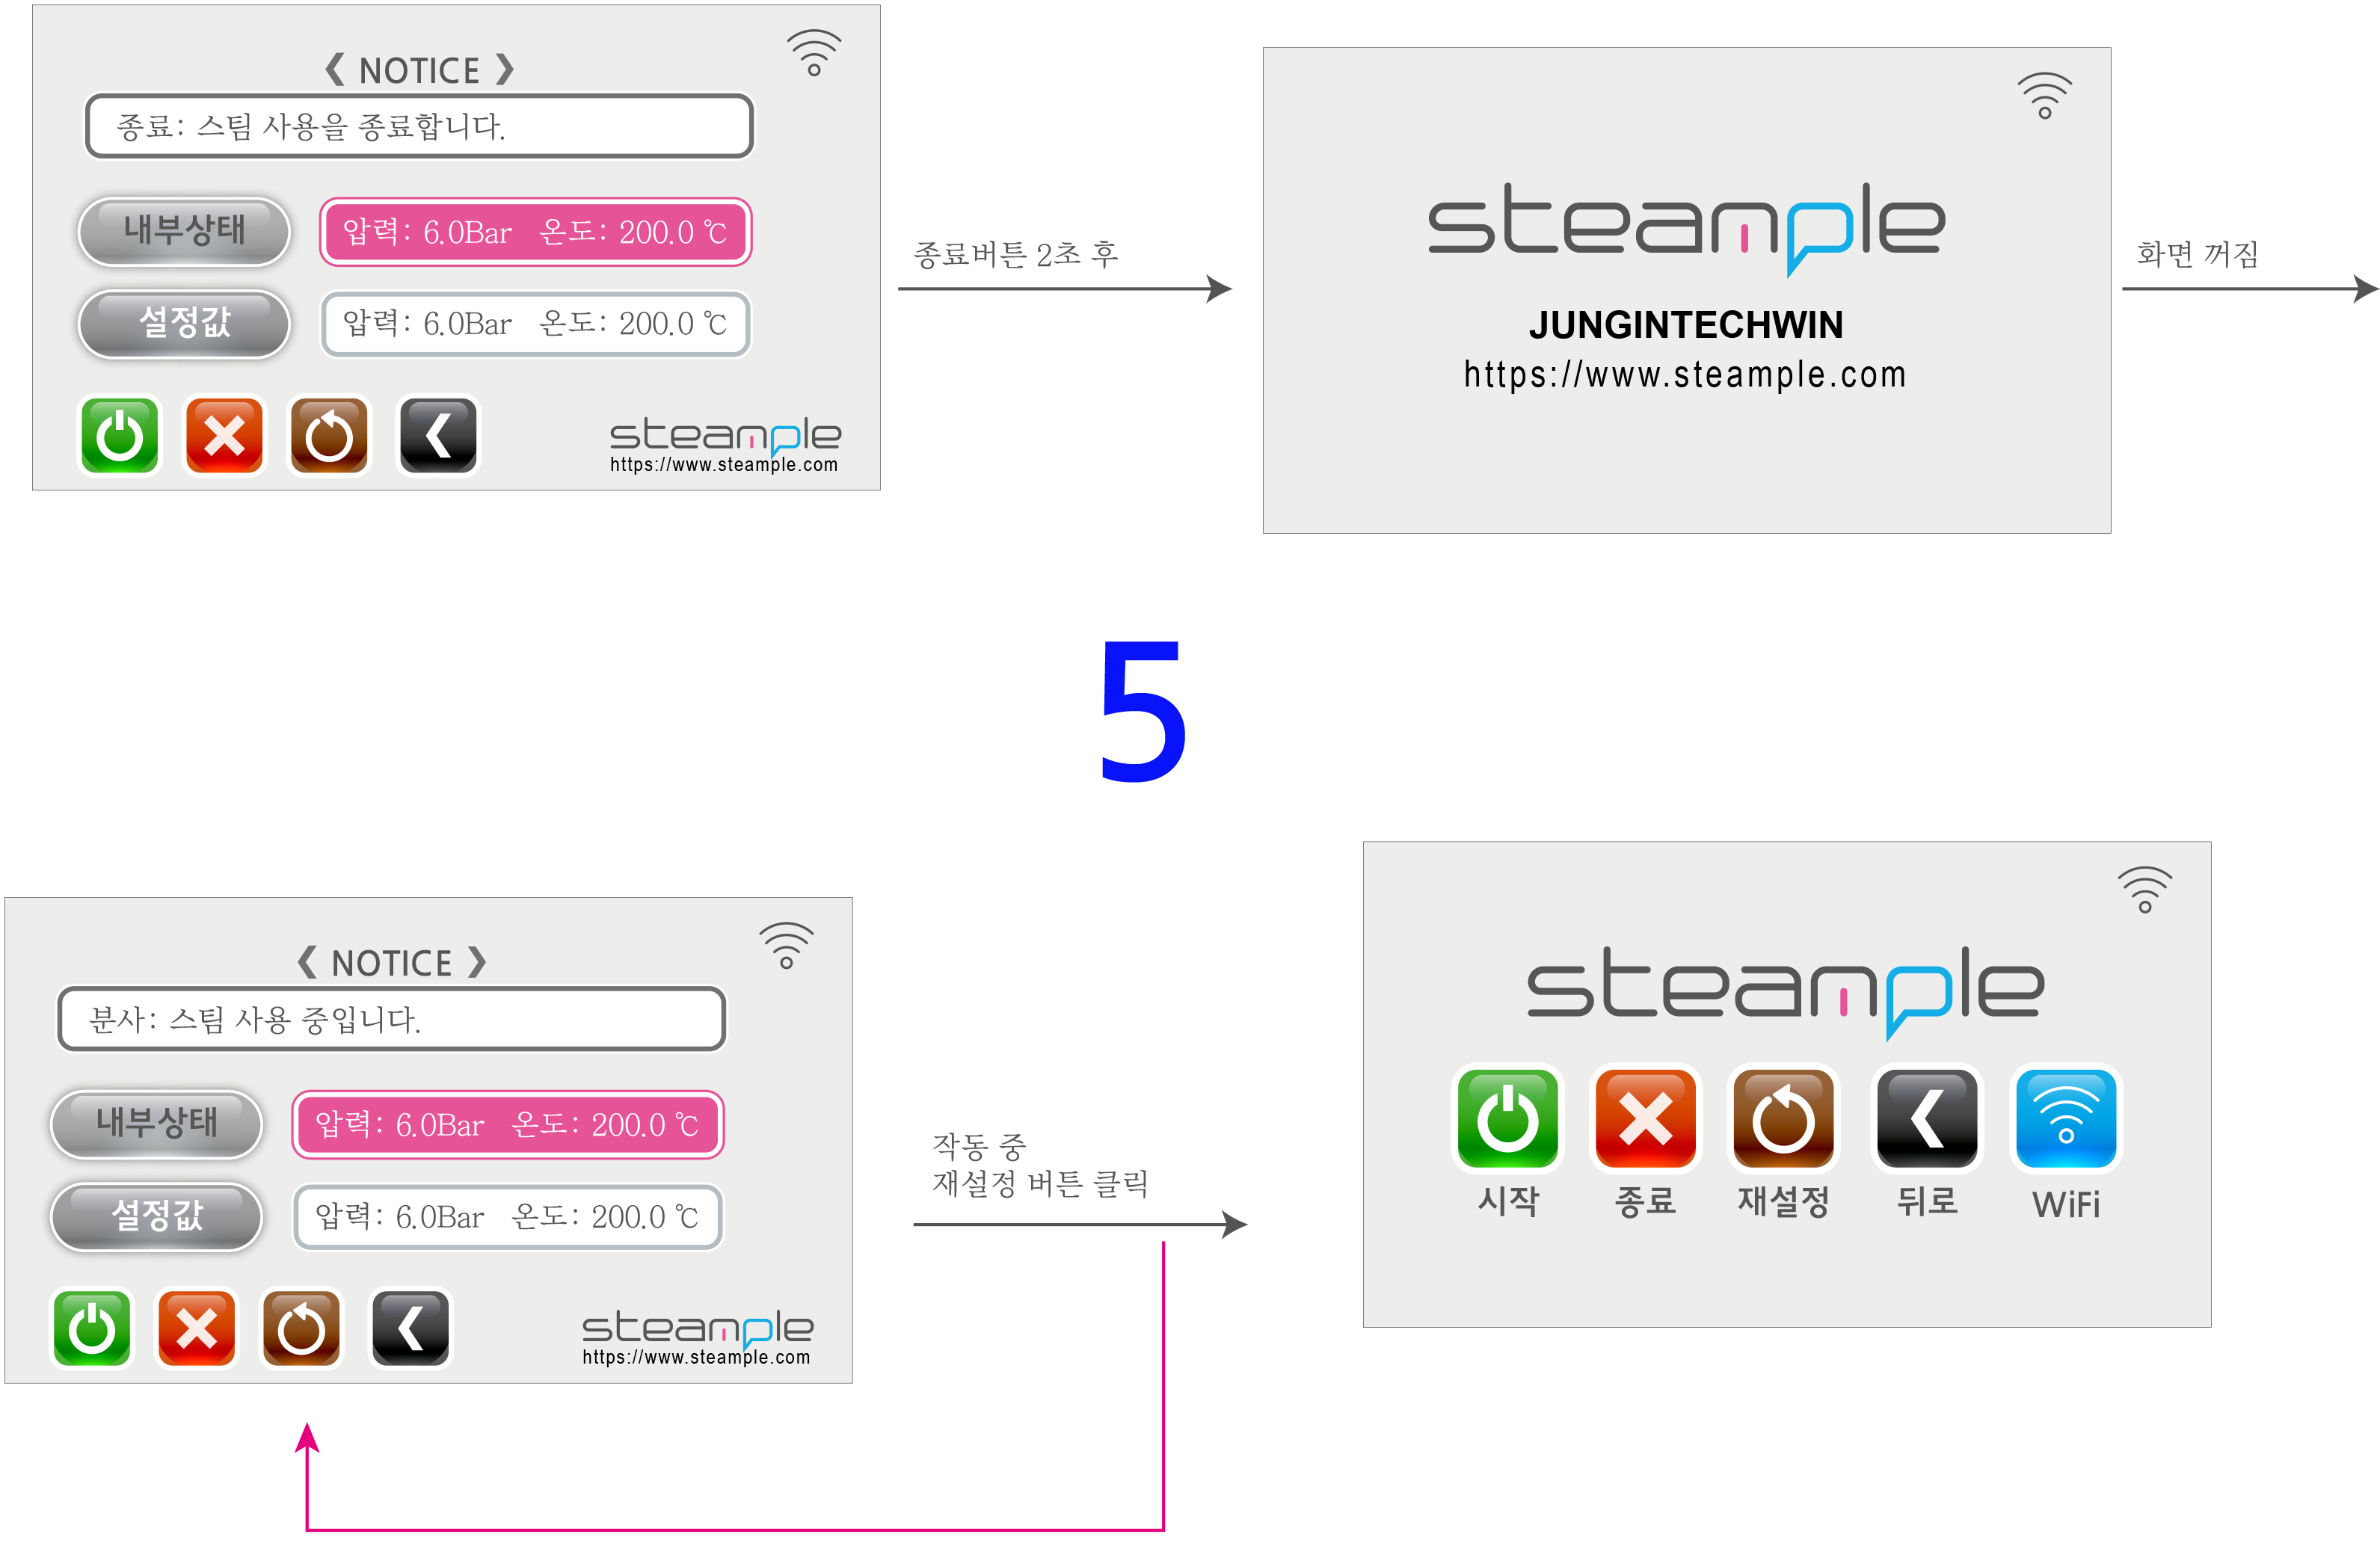 ❮ NOTICE ❯
종료: 스팀 사용을 종료합니다.
내부상태
압력: 6.0Bar 온도: 200.0 ℃
설정값
압력: 6.0Bar 온도: 200.0 ℃
steample
https://www.steample.com
종료버튼 2초 후
steample
JUNGINTECHWIN
https://www.steample.com
화면 꺼짐
5
❮ NOTICE ❯
분사: 스팀 사용 중입니다.
내부상태
압력: 6.0Bar 온도: 200.0 ℃
설정값
압력: 6.0Bar 온도: 200.0 ℃
steample
https://www.steample.com
작동 중
재설정 버튼 클릭
steample
시작 종료 재설정 뒤로 WiFi